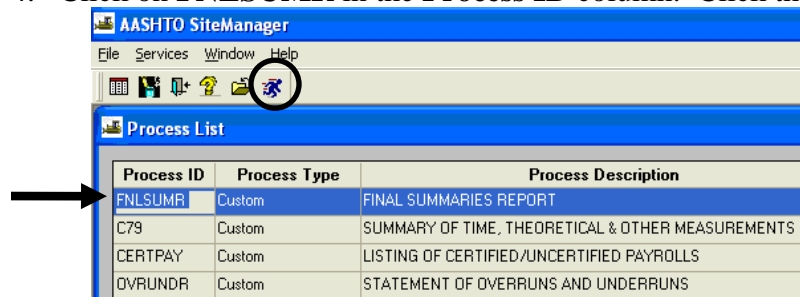 AASHTO SiteManager
File Services Window Help
Process List
Process ID Process Type Process Description
FNLSUMR Custom FINAL SUMMARIES REPORT
C79 Custom SUMMARY OF TIME, THEORETICAL & OTHER MEASUREMENTS
CERTPAY Custom LISTING OF CERTIFIED/UNCERTIFIED PAYROLLS
OVRUNDR Custom STATEMENT OF OVERRUNS AND UNDERRUNS